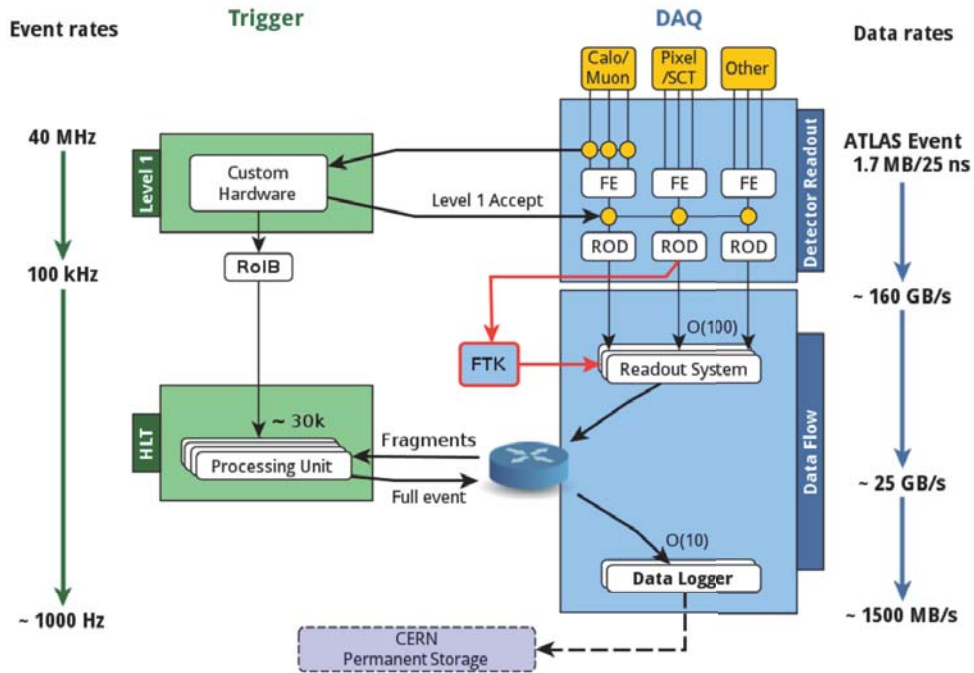 Event rates
Trigger
DAQ
Data rates
Calo/
Muon
Pixel
/SCT
Other
40 MHz
Level 1
Custom
Hardware
Level 1 Accept
FE
FE
FE
ROD
ROD
ROD
Detector Readout
ATLAS Event
1.7 MB/25 ns
100 kHz
RoIB
~ 160 GB/s
FTK
O(100)
Readout System
HLT
~ 30k
Processing Unit
Fragments
Full event
Data Flow
~ 25 GB/s
O(10)
Data Logger
~ 1000 Hz
~ 1500 MB/s
CERN
Permanent Storage